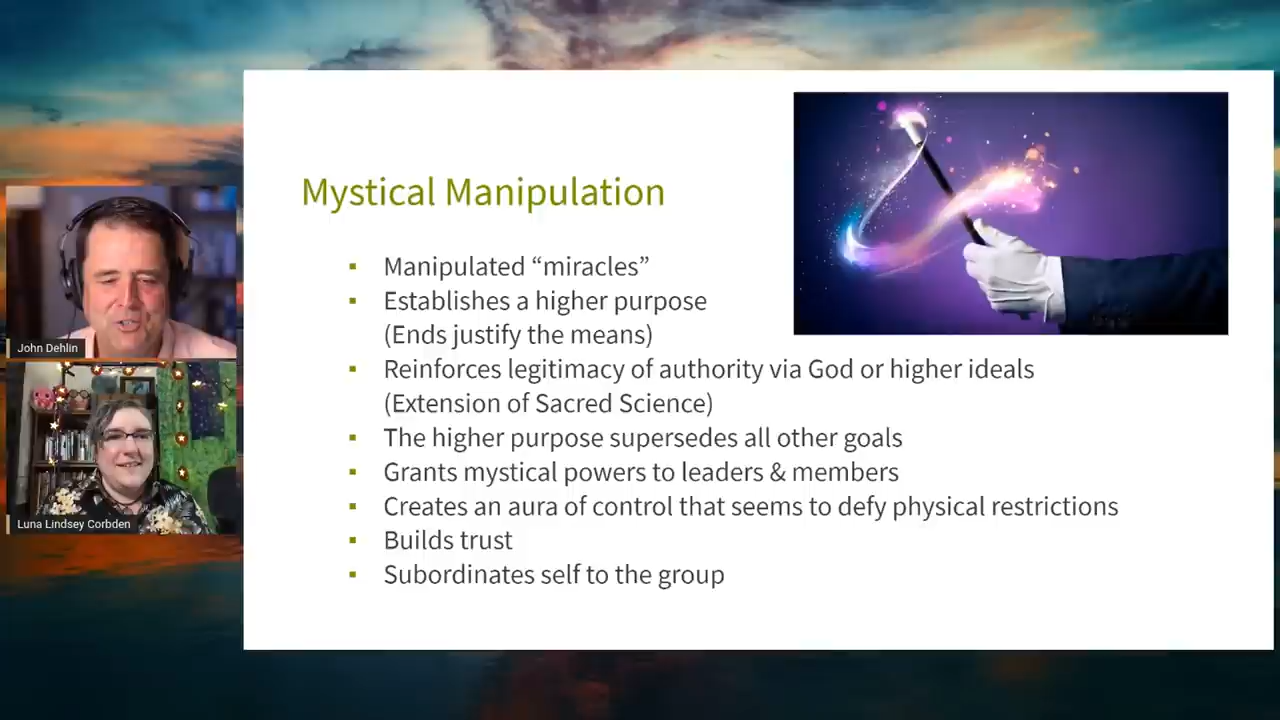 Mystical Manipulation
▪ Manipulated “miracles”
▪ Establishes a higher purpose
(Ends justify the means)
▪ Reinforces legitimacy of authority via God or higher ideals
(Extension of Sacred Science)
▪ The higher purpose supersedes all other goals
▪ Grants mystical powers to leaders & members
▪ Creates an aura of control that seems to defy physical restrictions
▪ Builds trust
▪ Subordinates self to the group
John Dehlin
Luna Lindsey Corbden